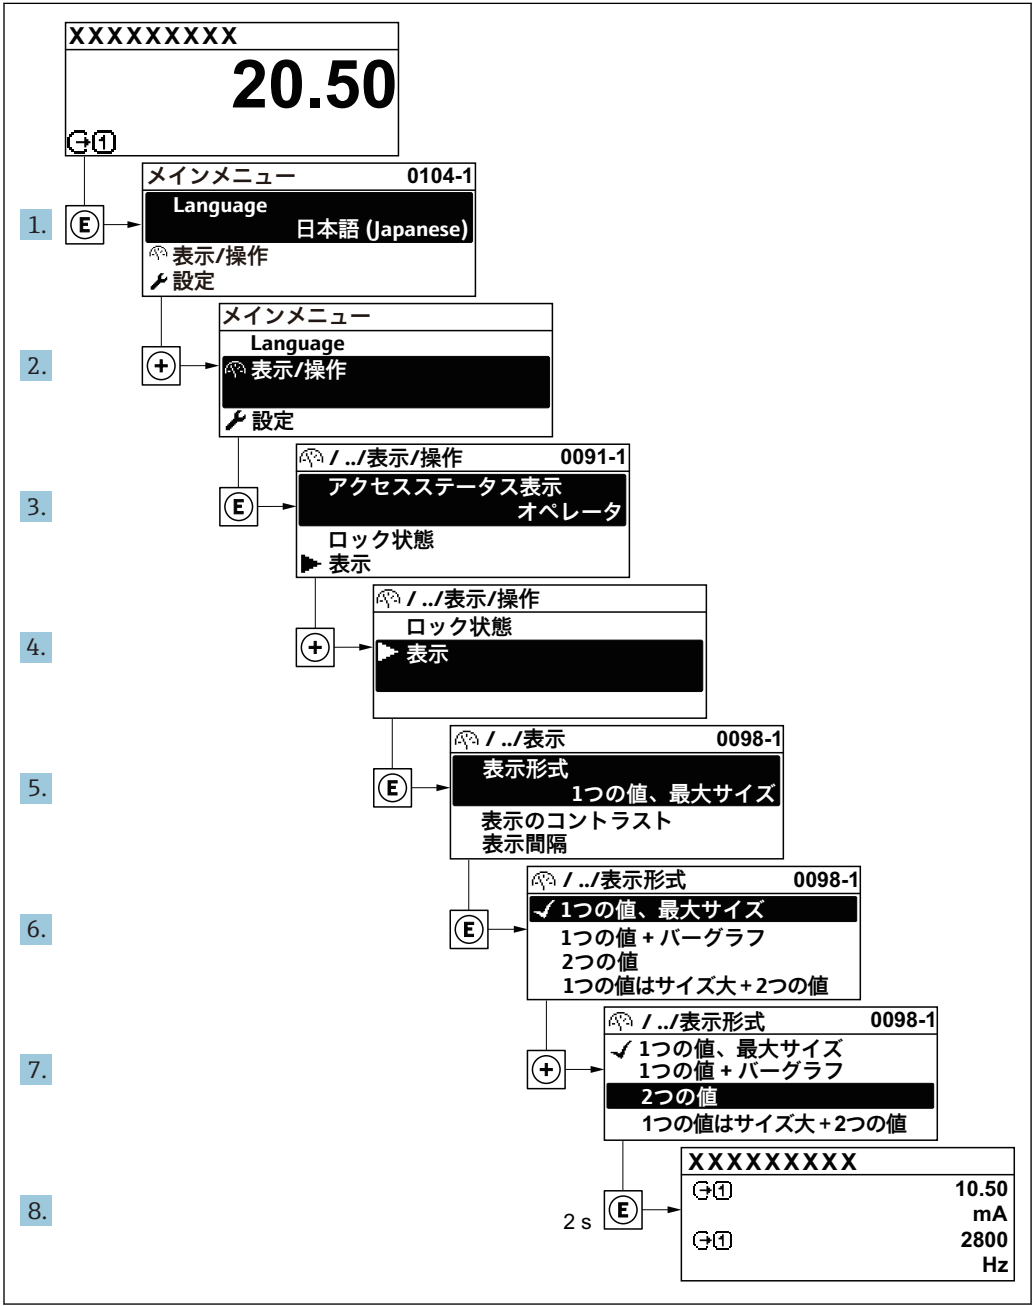 XXXXXXXXX
20.50
1
メインメニュー 0104-1
1. E Language
日本語 (Japanese)
表示/操作
設定
メインメニュー
Language
2. + 表示/操作
設定
/ ../表示/操作 0091-1
アクセスステータス表示
3. E オペレータ
ロック状態
表示
/ ../表示/操作
ロック状態
4. + 表示
/ ../表示 0098-1
表示形式
5. E 1つの値、最大サイズ
表示のコントラスト
表示間隔
/ ../表示形式 0098-1
1つの値、最大サイズ
6. E 1つの値 + バーグラフ
2つの値
1つの値はサイズ大 + 2つの値
/ ../表示形式 0098-1
1つの値、最大サイズ
7. + 1つの値 + バーグラフ
2つの値
1つの値はサイズ大 + 2つの値
XXXXXXXXX
1 10.50
8. 2 s E mA
1 2800
Hz